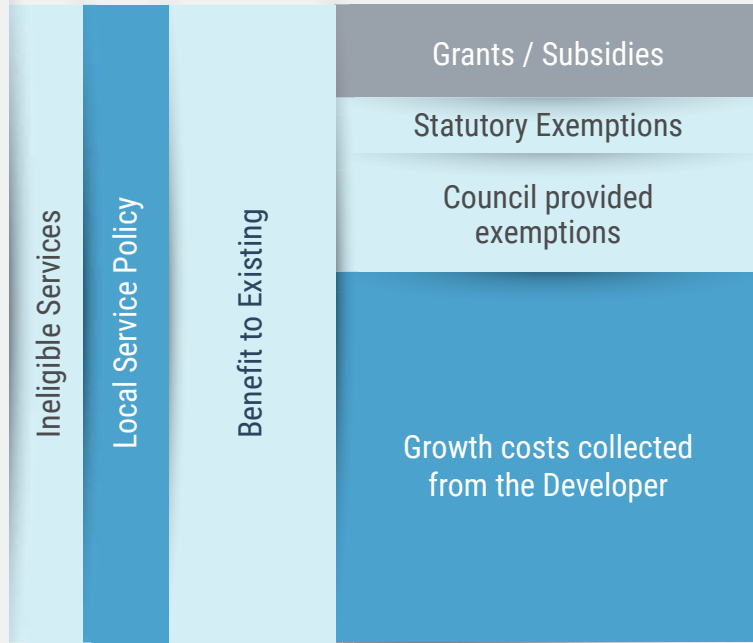 Ineligible Services
Local Service Policy
Benefit to Existing
Grants / Subsidies
Statutory Exemptions
Council provided
exemptions
Growth costs collected
from the Developer